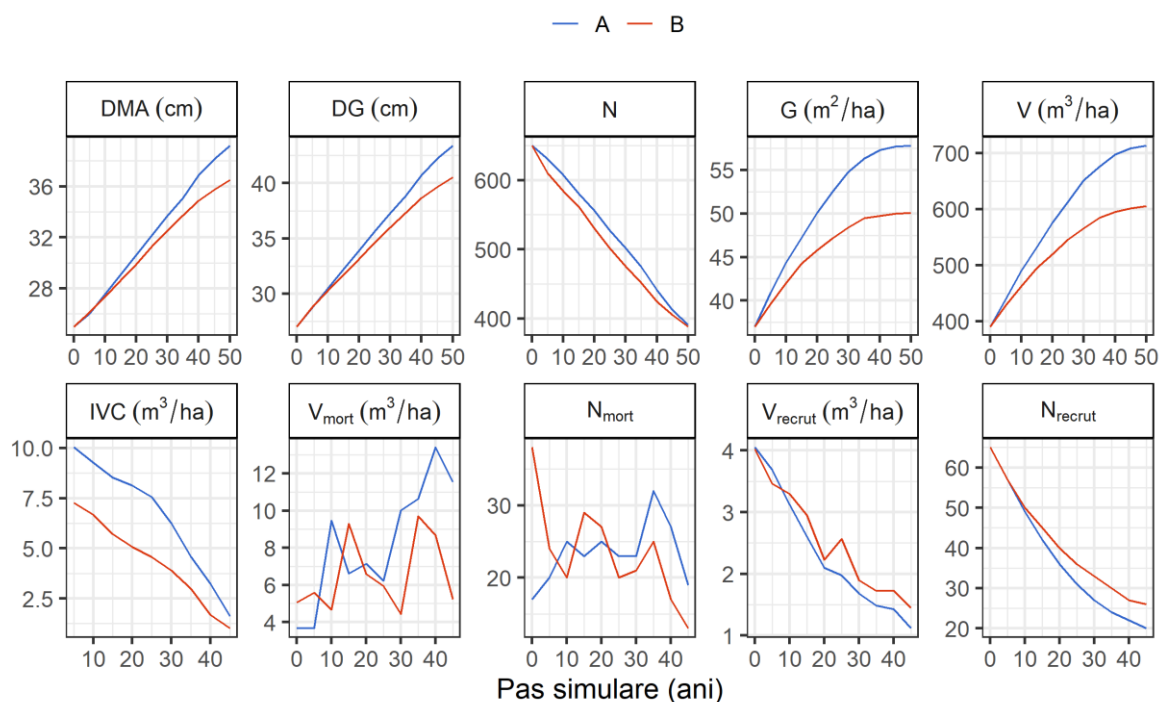 A B
DMA (cm) DG (cm) N G (m²/ha) V (m³/ha)
36 32 28
40 35 30
600 500 400
55 50 45 40
700 600 500 400
0 10 20 30 40 50 0 10 20 30 40 50 0 10 20 30 40 50 0 10 20 30 40 50 0 10 20 30 40 50
IVC (m³/ha) Vmort (m³/ha) Nmort Vrecrut (m³/ha) Nrecrut
10.0 7.5 5.0 2.5
12 10 8 6 4
30 20
4 3 2 1
60 50 40 30 20
10 20 30 40 0 10 20 30 40 0 10 20 30 40 0 10 20 30 40 0 10 20 30 40
Pas simulare (ani)